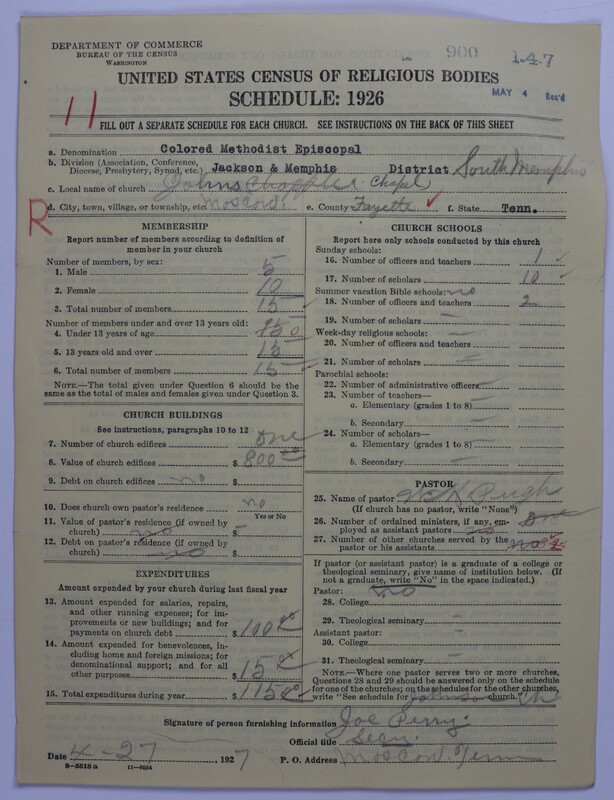 DEPARTMENT OF COMMERCE
BUREAU OF THE CENSUS
WASHINGTON
900
1-4-7
MAY 4 Rec'd
UNITED STATES CENSUS OF RELIGIOUS BODIES
SCHEDULE: 1926
11
FILL OUT A SEPARATE SCHEDULE FOR EACH CHURCH. SEE INSTRUCTIONS ON THE BACK OF THIS SHEET
a. Denomination Colored Methodist Episcopal
b. Division (Association, Conference, Diocese, Presbytery, Synod, etc.) Jackson & Memphis District South Memphis
c. Local name of church Johns Chapel
R
d. City, town, village, or township, etc. Moscow. e. County Fayette f. State Tenn.
MEMBERSHIP
Report number of members according to definition of member in your church
Number of members, by sex:
1. Male 5
2. Female 10
3. Total number of members 15
Number of members under and over 13 years old:
4. Under 13 years of age 0
5. 13 years old and over 15
6. Total number of members 15
NOTE.—The total given under Question 6 should be the same as the total of males and females given under Question 3.
CHURCH BUILDINGS
See instructions, paragraphs 10 to 12
7. Number of church edifices one
8. Value of church edifices $ 800
9. Debt on church edifices no $
10. Does church own pastor's residence no
Yes or No
11. Value of pastor's residence (if owned by church) no $
12. Debt on pastor's residence (if owned by church) no $
EXPENDITURES
Amount expended by your church during last fiscal year
13. Amount expended for salaries, repairs, and other running expenses; for improvements or new buildings; and for payments on church debt $ 100
14. Amount expended for benevolences, including home and foreign missions; for denominational support; and for all other purposes $ 15
15. Total expenditures during year $ 115
CHURCH SCHOOLS
Report here only schools conducted by this church
Sunday schools:
16. Number of officers and teachers 1
17. Number of scholars 10
Summer vacation Bible schools: no
18. Number of officers and teachers 2
19. Number of scholars
Week-day religious schools:
20. Number of officers and teachers
21. Number of scholars
Parochial schools:
22. Number of administrative officers
23. Number of teachers—
a. Elementary (grades 1 to 8)
b. Secondary
24. Number of scholars—
a. Elementary (grades 1 to 8)
b. Secondary
PASTOR
25. Name of pastor Pugh
(If church has no pastor, write "None")
26. Number of ordained ministers, if any, employed as assistant pastors one
27. Number of other churches served by the pastor or his assistants
If pastor (or assistant pastor) is a graduate of a college or theological seminary, give name of institution below. (If not a graduate, write "No" in the space indicated.)
Pastor: no
28. College
29. Theological seminary
Assistant pastor:
30. College
31. Theological seminary
NOTE.—Where one pastor serves two or more churches, Questions 28 and 29 should be answered only on the schedule for one of the churches; on the schedules for the other churches, write "See schedule for Johnson Ch church."
Signature of person furnishing information Joe Perry.
Official title Secy.
Date 4-27, 1927 P. O. Address Moscow. Tenn
8-5518a 11-9094